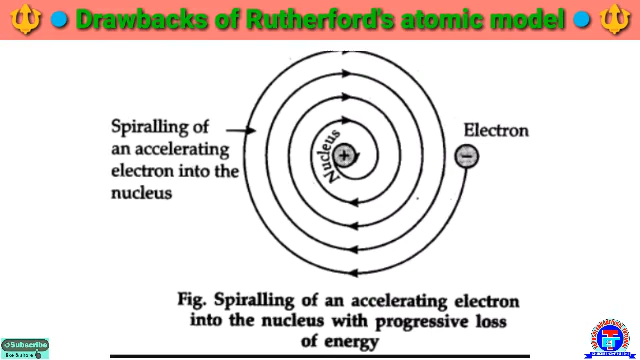 Drawbacks of Rutherford's atomic model
Spiralling of
an accelerating
electron into the
nucleus
Nucleus
+
Electron
−
Fig. Spiralling of an accelerating electron
into the nucleus with progressive loss
of energy
Subscribe